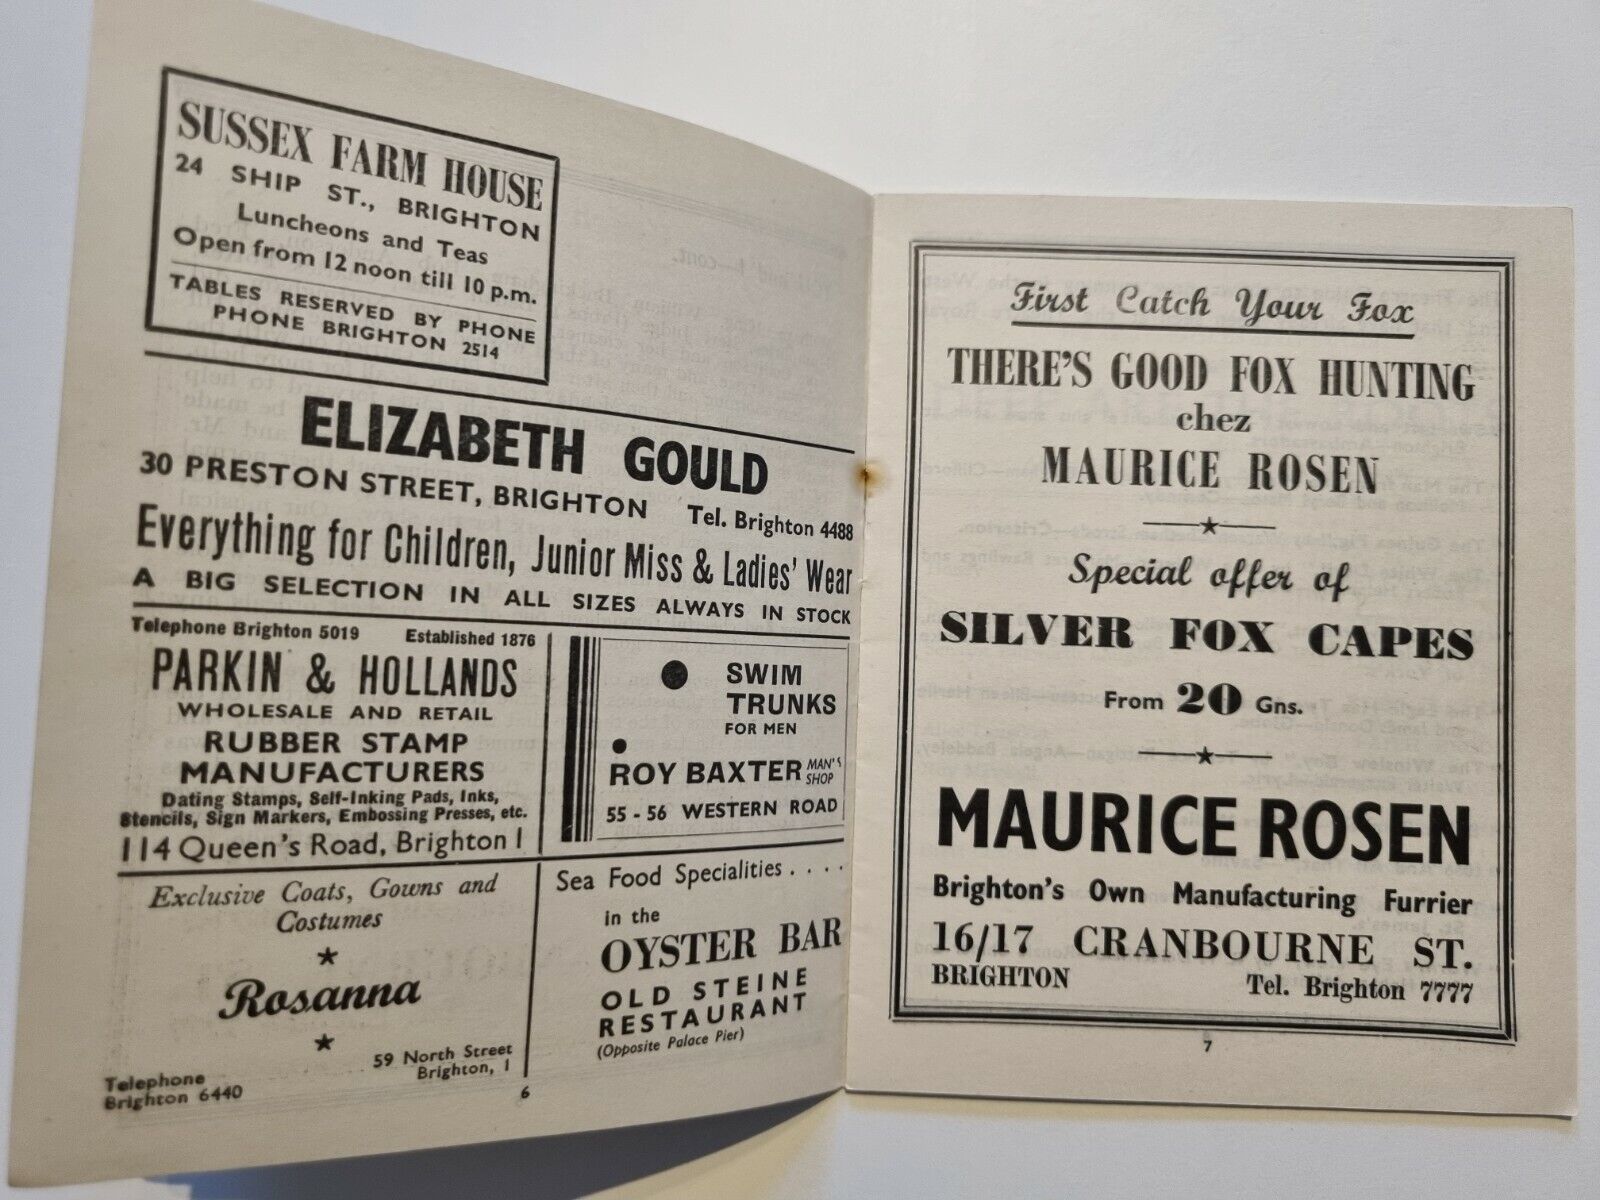 SUSSEX FARM HOUSE
24 SHIP ST., BRIGHTON
Luncheons and Teas
Open from 12 noon till 10 p.m.
TABLES RESERVED BY PHONE
PHONE BRIGHTON 2514
ELIZABETH GOULD
30 PRESTON STREET, BRIGHTON Tel. Brighton 4488
Everything for Children, Junior Miss & Ladies' Wear
A BIG SELECTION IN ALL SIZES ALWAYS IN STOCK
Telephone Brighton 5019 Established 1876
PARKIN & HOLLANDS
WHOLESALE AND RETAIL
RUBBER STAMP
MANUFACTURERS
Dating Stamps, Self-Inking Pads, Inks,
Stencils, Sign Markers, Embossing Presses, etc.
114 Queen's Road, Brighton 1
SWIM
TRUNKS
FOR MEN
ROY BAXTER MAN'S SHOP
55-56 WESTERN ROAD
Exclusive Coats, Gowns and
Costumes
Rosanna
59 North Street
Brighton, 1
Telephone
Brighton 6440
Sea Food Specialities . . . .
in the
OYSTER BAR
OLD STEINE
RESTAURANT
(Opposite Palace Pier)
6
First Catch Your Fox
THERE'S GOOD FOX HUNTING
chez
MAURICE ROSEN
Special offer of
SILVER FOX CAPES
From 20 Gns.
MAURICE ROSEN
Brighton's Own Manufacturing Furrier
16/17 CRANBOURNE ST.
BRIGHTON Tel. Brighton 7777
7